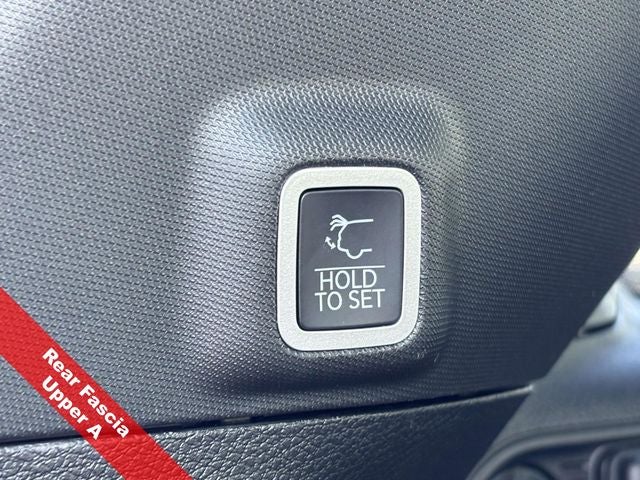 HOLD
TO SET
Rear Fascia
Upper A